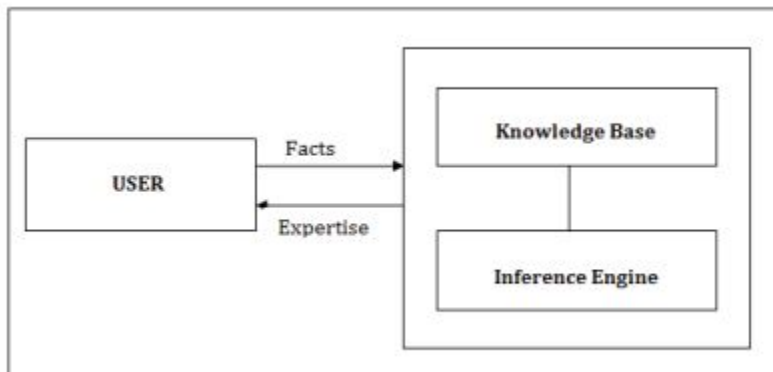 Knowledge Base
Facts
USER
Expertise
Inference Engine